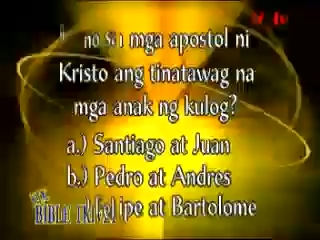 mga apostol ni
Kristo ang tinatawag na
mga anak ng kulog?
a.) Santiago at Juan
b.) Pedro at Andres
at Bartolome
BIBLE